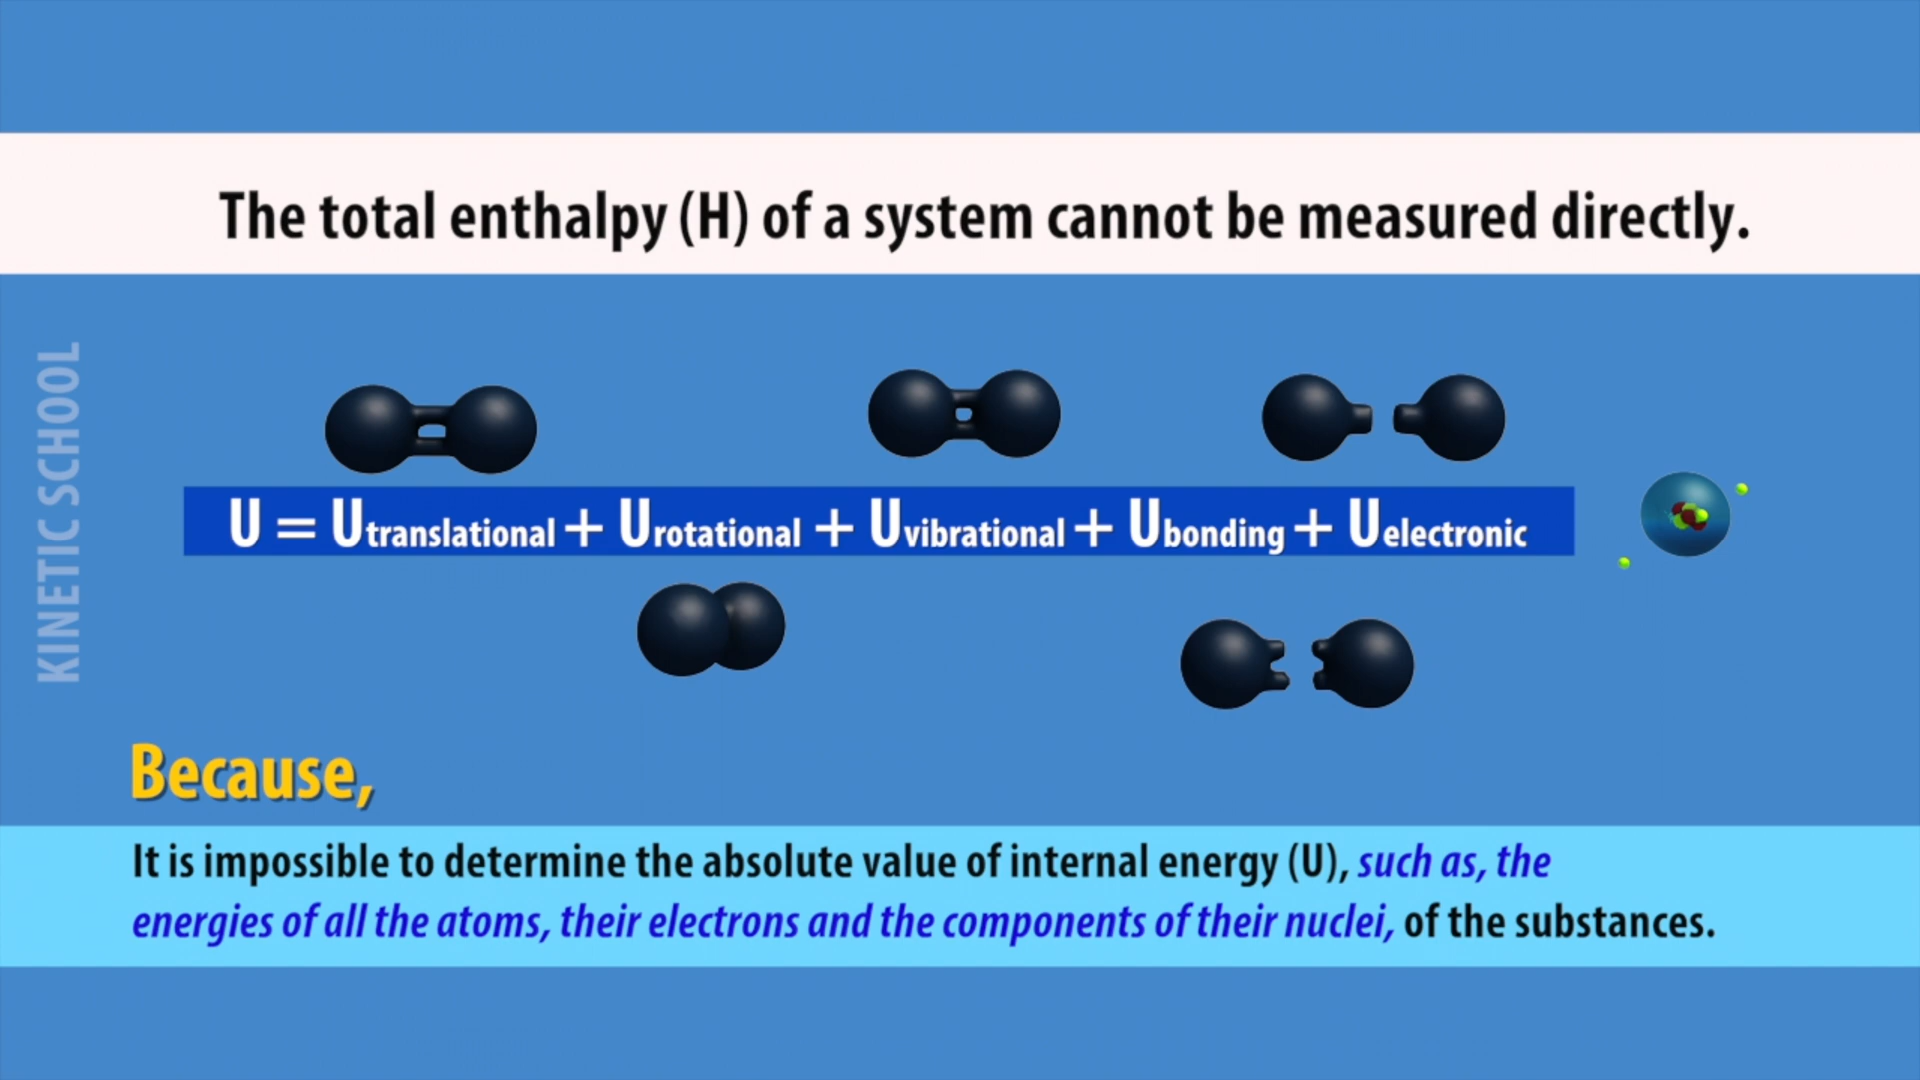 The total enthalpy (H) of a system cannot be measured directly.
KINETIC SCHOOL
U = Utranslational + Urotational + Uvibrational + Ubonding + Uelectronic
Because,
It is impossible to determine the absolute value of internal energy (U), such as, the
energies of all the atoms, their electrons and the components of their nuclei, of the substances.